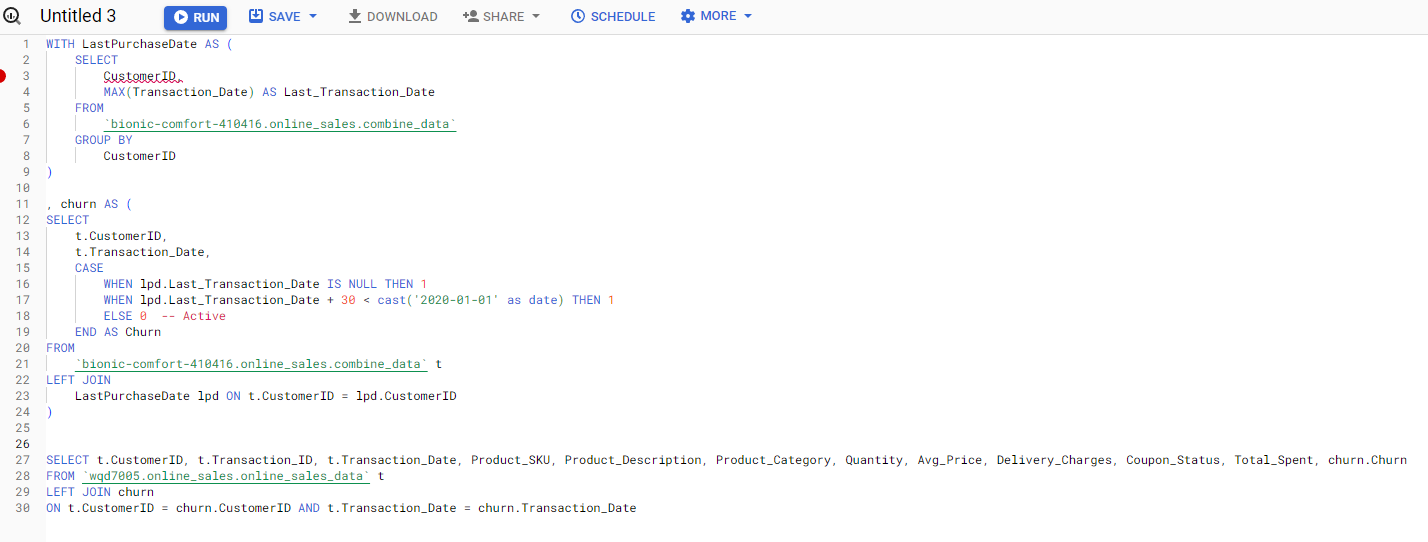 Untitled 3 RUN SAVE DOWNLOAD SHARE SCHEDULE MORE
1 WITH LastPurchaseDate AS (
2 SELECT
3 CustomerID,
4 MAX(Transaction_Date) AS Last_Transaction_Date
5 FROM
6 `bionic-comfort-410416.online_sales.combine_data`
7 GROUP BY
8 CustomerID
9 )
10
11 , churn AS (
12 SELECT
13 t.CustomerID,
14 t.Transaction_Date,
15 CASE
16 WHEN lpd.Last_Transaction_Date IS NULL THEN 1
17 WHEN lpd.Last_Transaction_Date + 30 < cast('2020-01-01' as date) THEN 1
18 ELSE 0 -- Active
19 END AS Churn
20 FROM
21 `bionic-comfort-410416.online_sales.combine_data` t
22 LEFT JOIN
23 LastPurchaseDate lpd ON t.CustomerID = lpd.CustomerID
24 )
25
26
27 SELECT t.CustomerID, t.Transaction_ID, t.Transaction_Date, Product_SKU, Product_Description, Product_Category, Quantity, Avg_Price, Delivery_Charges, Coupon_Status, Total_Spent, churn.Churn
28 FROM `wqd7005.online_sales.online_sales_data` t
29 LEFT JOIN churn
30 ON t.CustomerID = churn.CustomerID AND t.Transaction_Date = churn.Transaction_Date